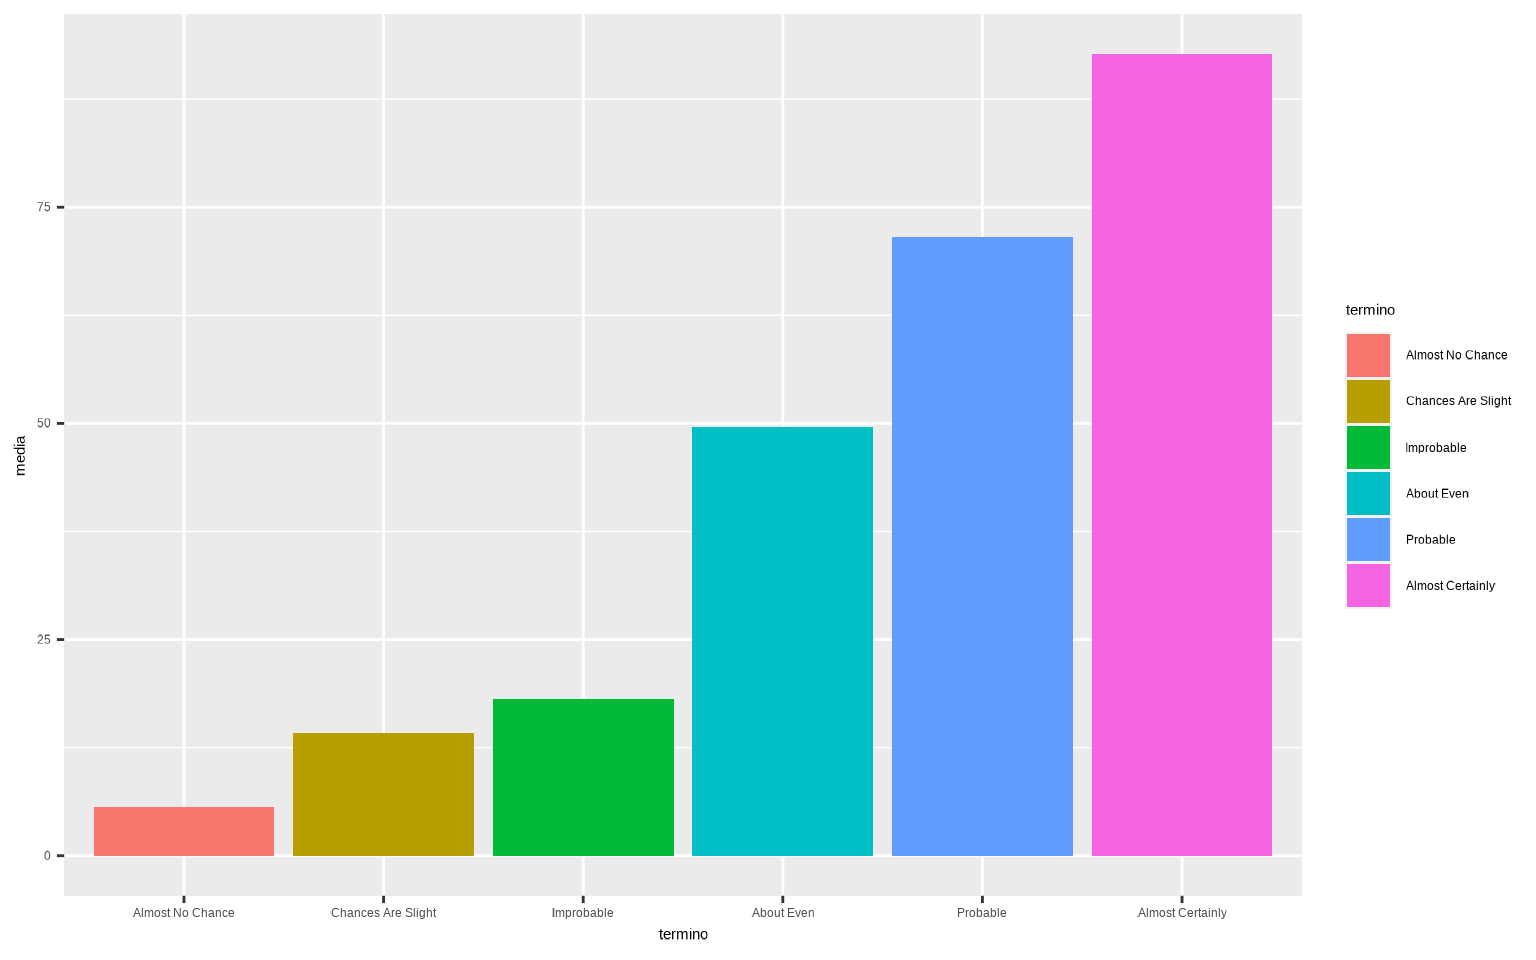 media
75
50
25
0
Almost No Chance
Chances Are Slight
Improbable
About Even
Probable
Almost Certainly
termino
termino
Almost No Chance
Chances Are Slight
Improbable
About Even
Probable
Almost Certainly